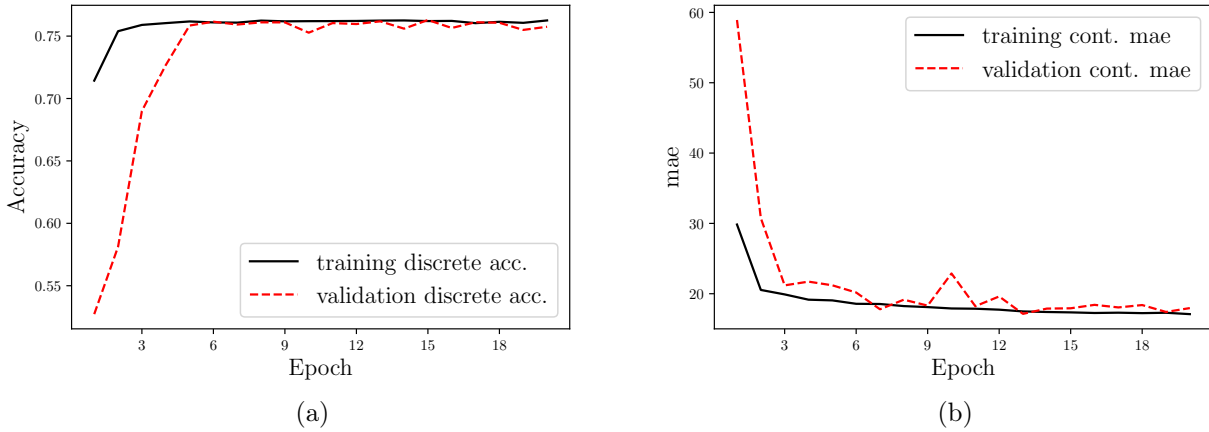 0.75
0.70
0.65
0.60
0.55
Accuracy
training discrete acc.
validation discrete acc.
3 6 9 12 15 18
Epoch
(a)
60
50
40
30
20
mae
training cont. mae
validation cont. mae
3 6 9 12 15 18
Epoch
(b)